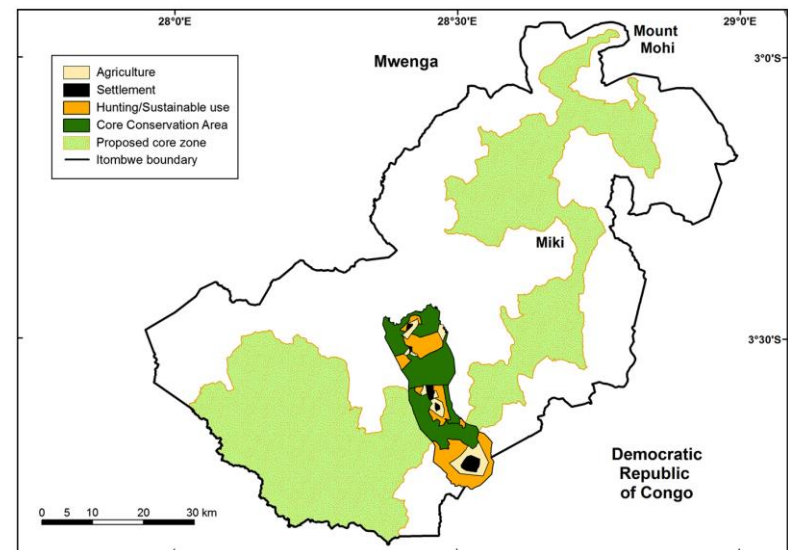 28°0'E
28°30'E
29°0'E
Mount
Mohi
Mwenga
3°0'S
Agriculture
Settlement
Hunting/Sustainable use
Core Conservation Area
Proposed core zone
Itombwe boundary
Miki
3°30'S
Democratic
Republic
of Congo
0 5 10 20 30 km